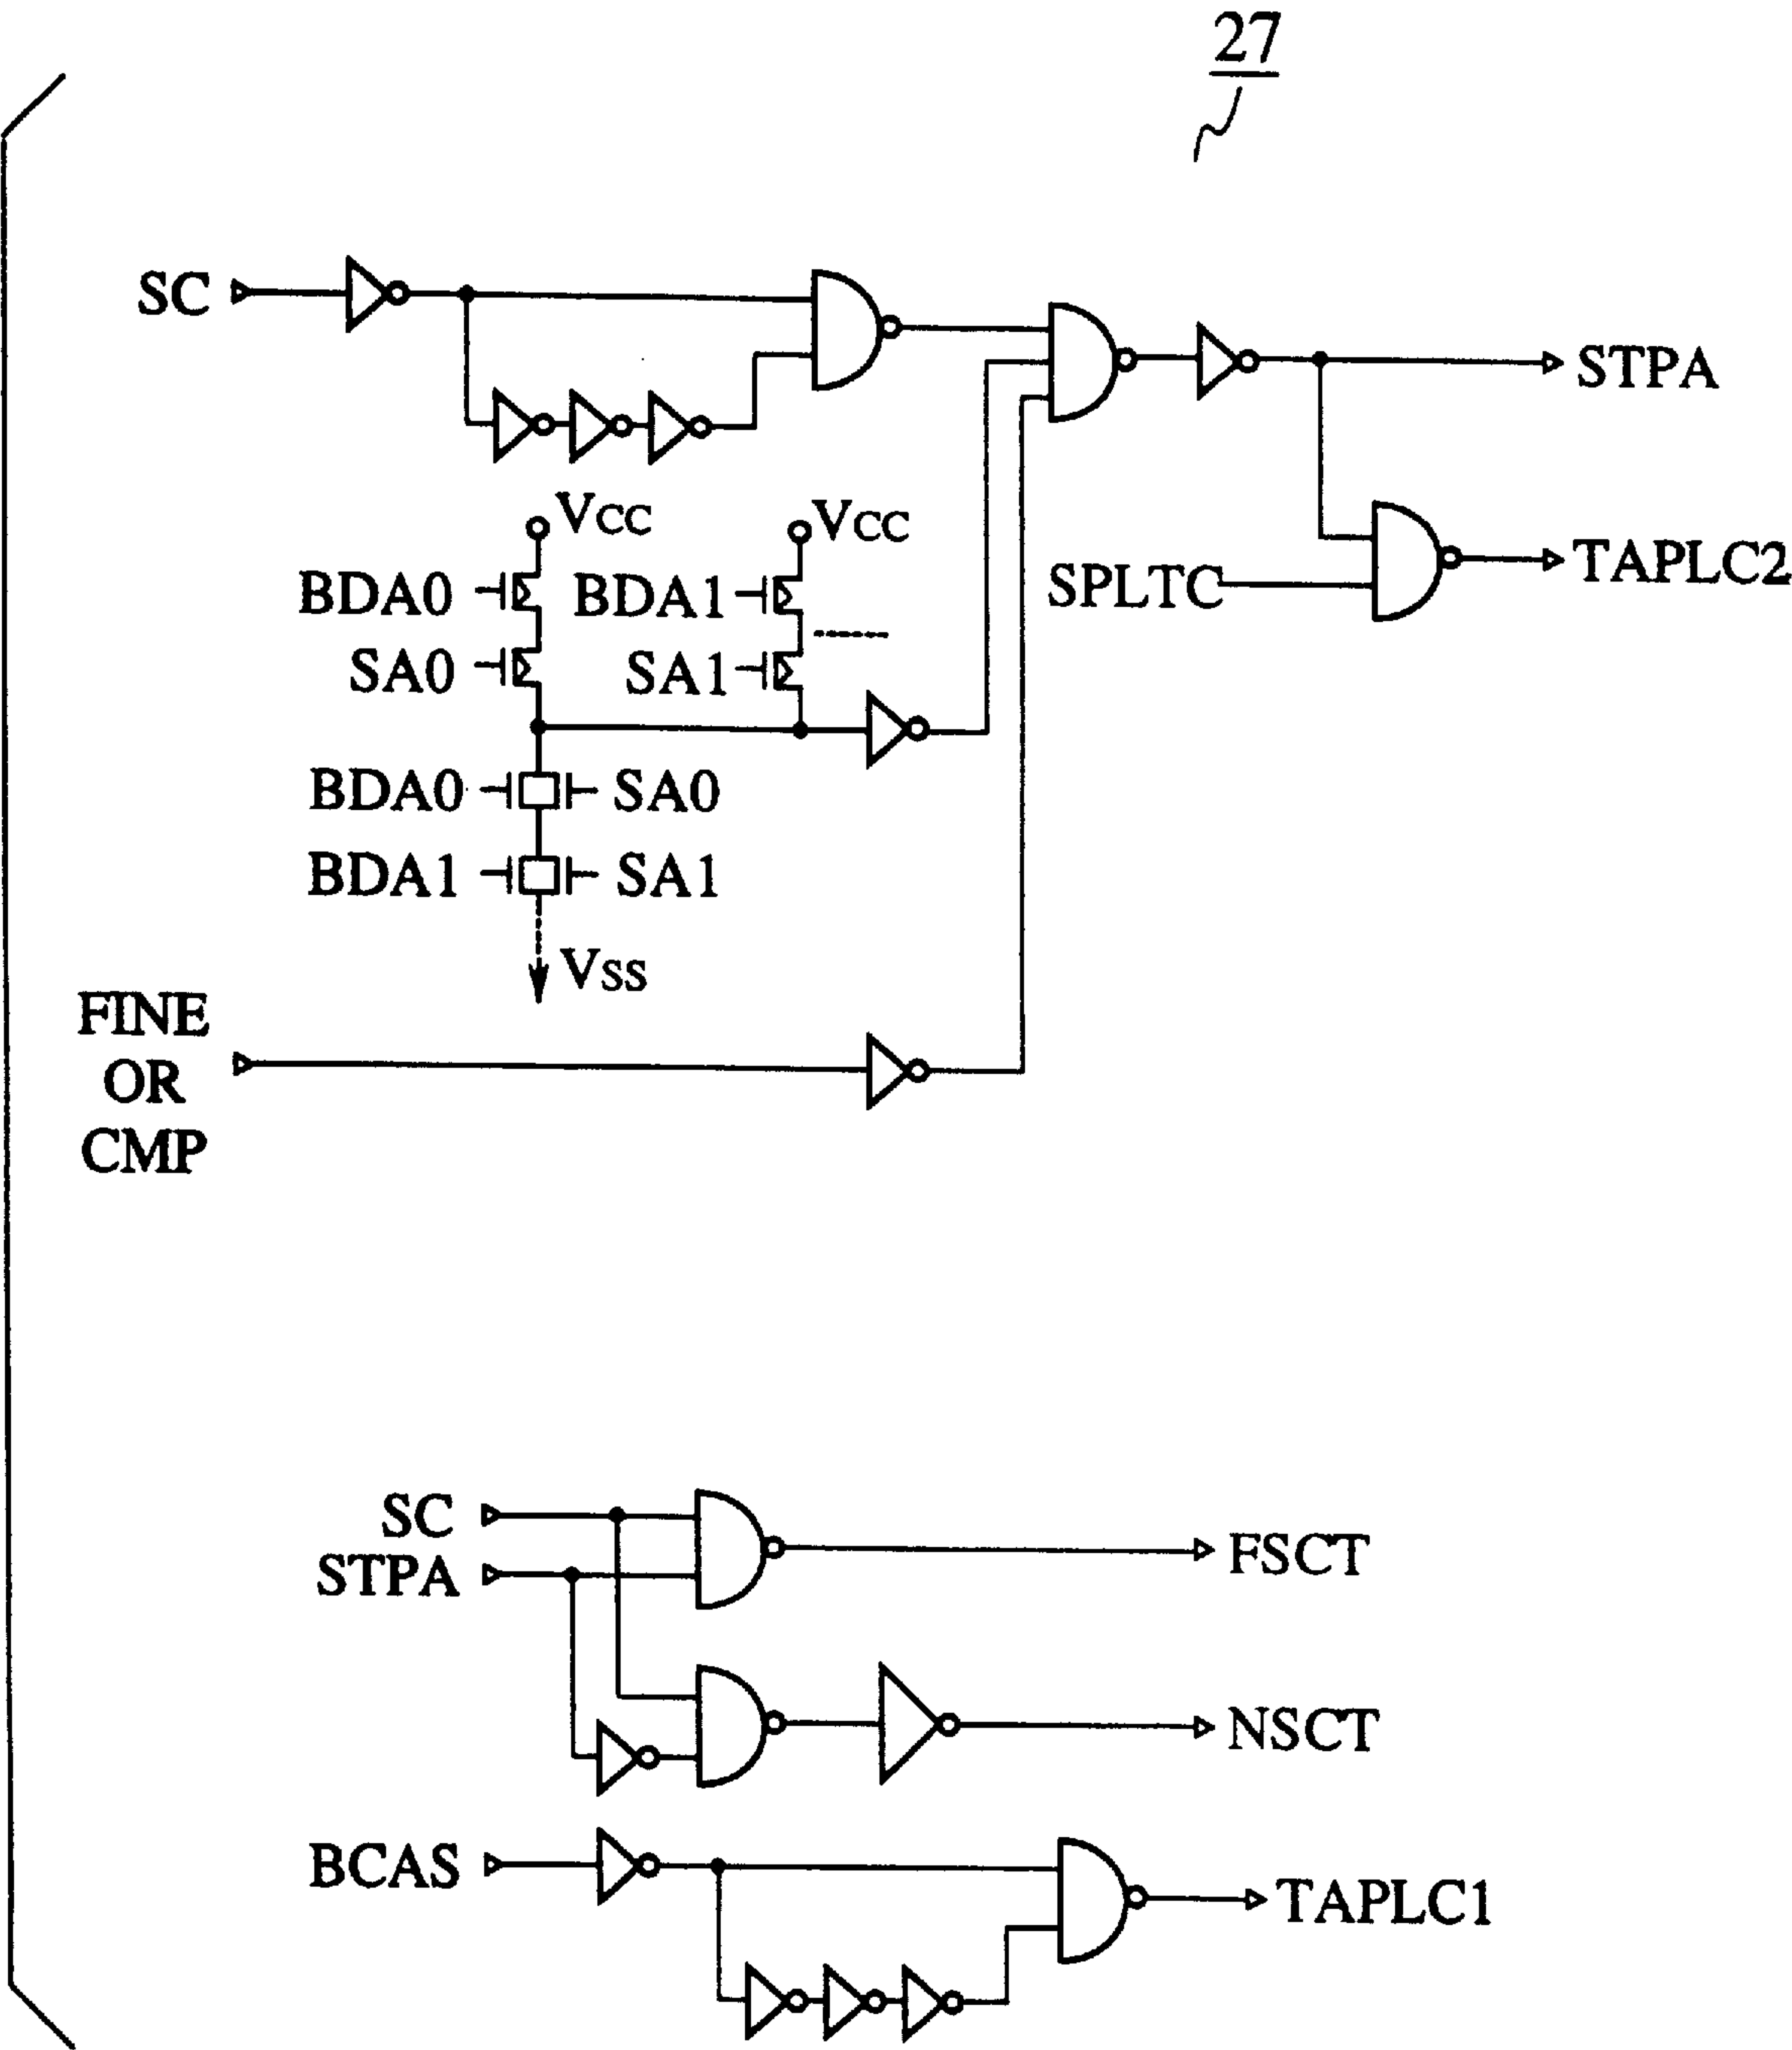 27
SC
STPA
VCC
VCC
BDA0
BDA1
SPLTC
TAPLC2
SA0
SA1
BDA0
SA0
BDA1
SA1
VSS
FINE
OR
CMP
SC
FSCT
STPA
NSCT
BCAS
TAPLC1